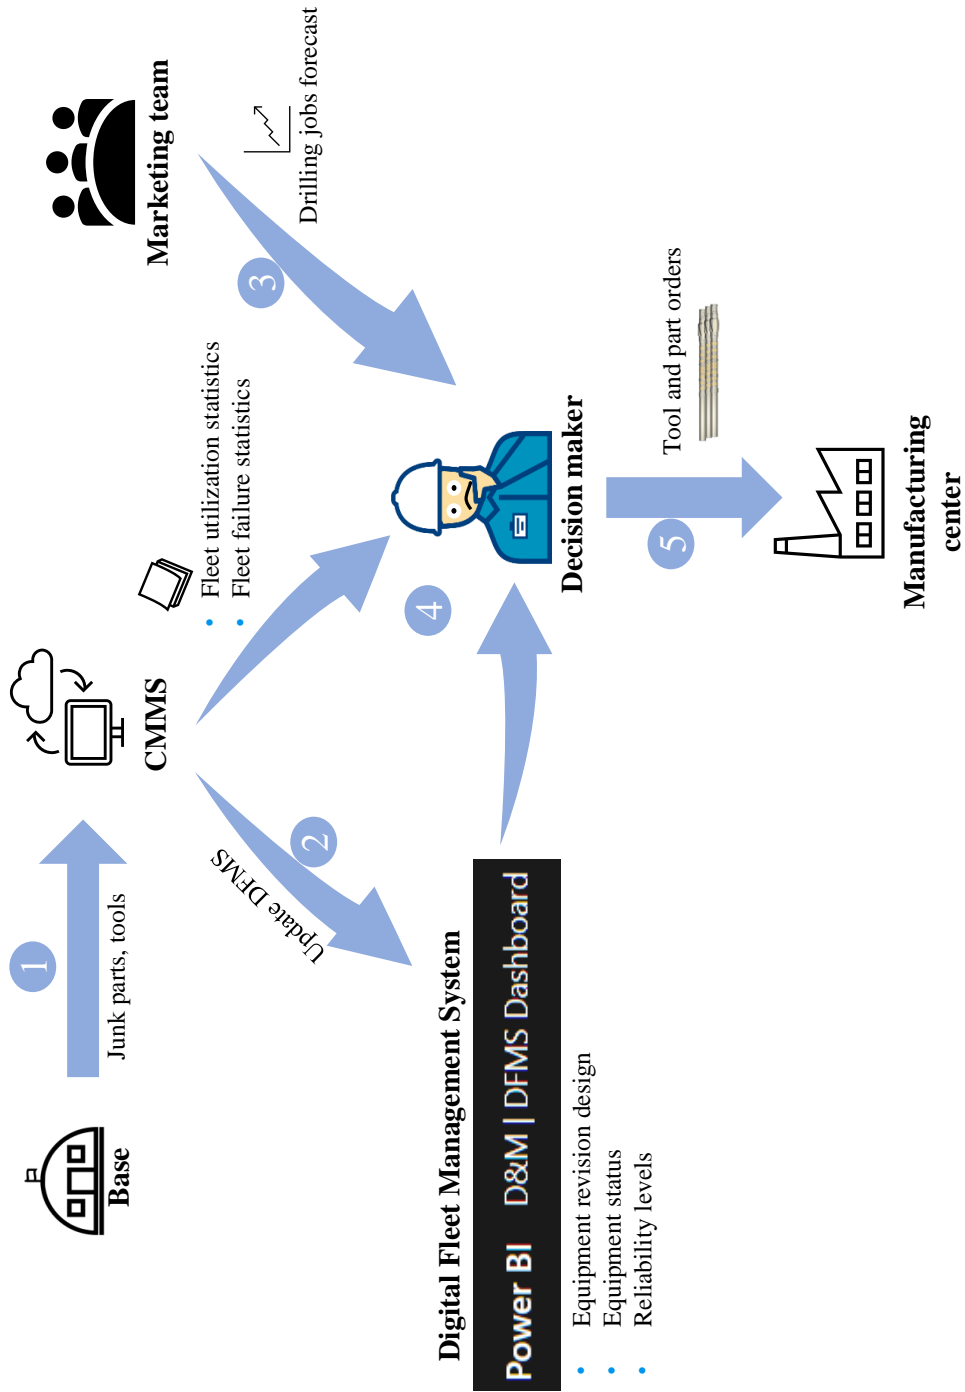 Base
1
Junk parts, tools
CMMS
Fleet utilization statistics
Fleet failure statistics
Marketing team
3
Drilling jobs forecast
Update DFMS
2
4
Digital Fleet Management System
Power BI D&M | DFMS Dashboard
Equipment revision design
Equipment status
Reliability levels
Decision maker
5
Tool and part orders
Manufacturing
center